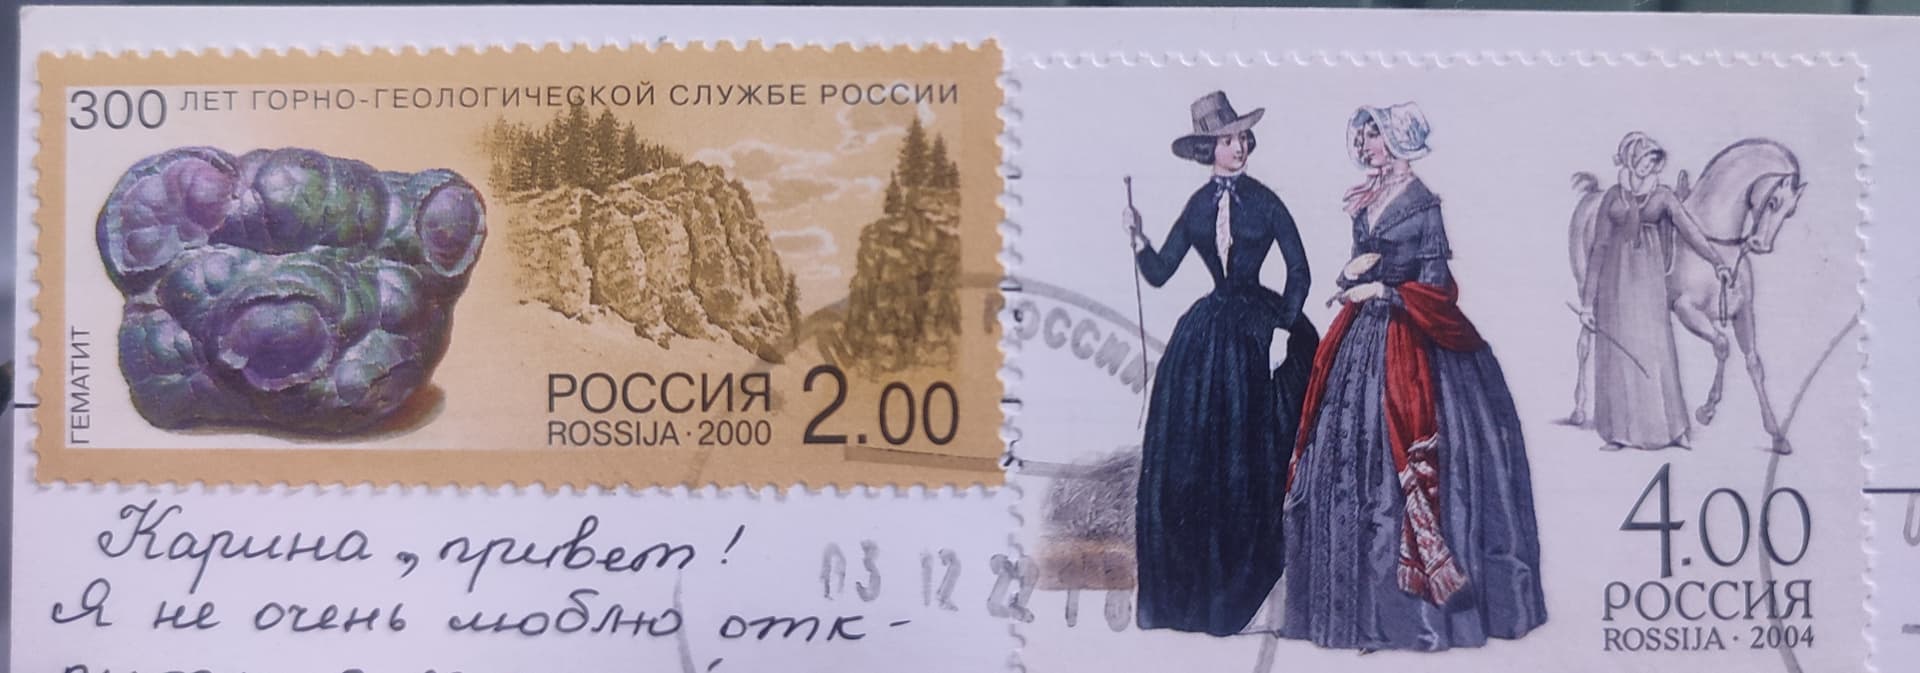 300 ЛЕТ ГОРНО-ГЕОЛОГИЧЕСКОЙ СЛУЖБЕ РОССИИ
ГЕМАТИТ
РОССИЯ 2.00
ROSSIJA · 2000
4.00
РОССИЯ
ROSSIJA · 2004
РОССИИ
03 12 22
Карина, привет!
Я не очень люблю отк-